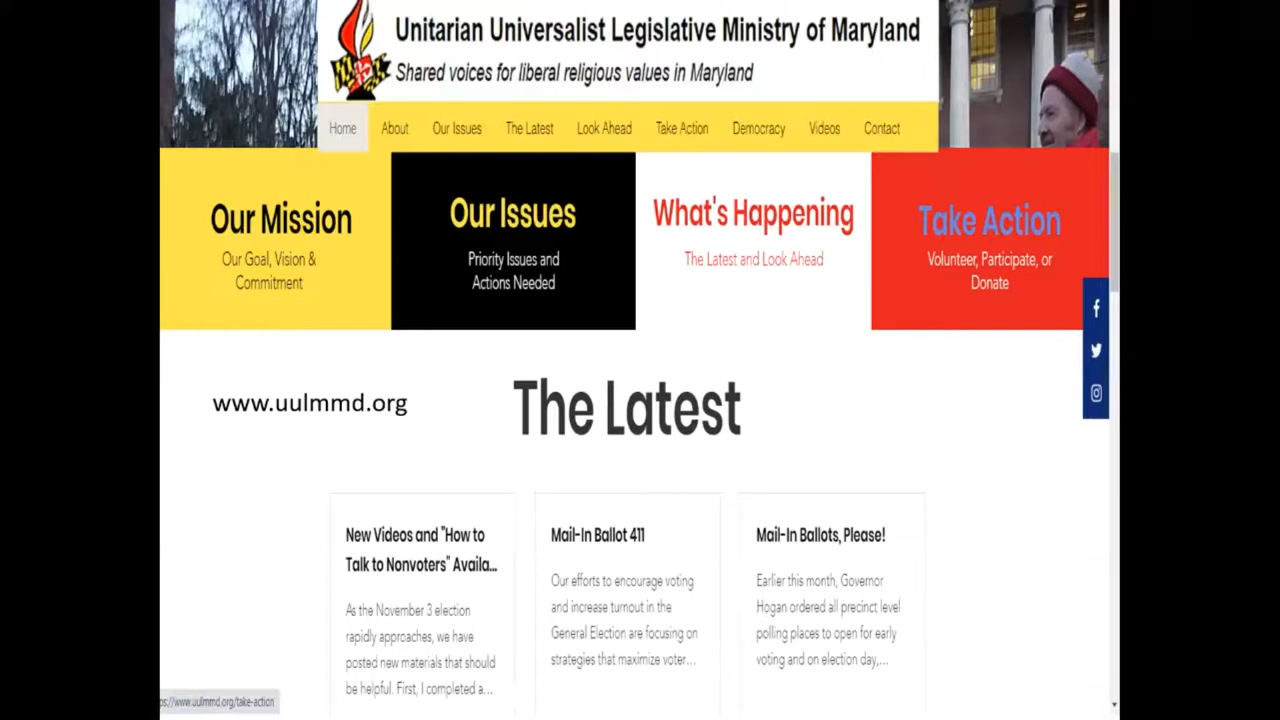 Unitarian Universalist Legislative Ministry of Maryland
Shared voices for liberal religious values in Maryland
Home About Our Issues The Latest Look Ahead Take Action Democracy Videos Contact
Our Mission
Our Goal, Vision &
Commitment
Our Issues
Priority Issues and
Actions Needed
What's Happening
The Latest and Look Ahead
Take Action
Volunteer, Participate, or
Donate
www.uulmmd.org
The Latest
New Videos and "How to
Talk to Nonvoters" Availa...
As the November 3 election
rapidly approaches, we have
posted new materials that should
be helpful. First, I completed a...
Mail-In Ballot 411
Our efforts to encourage voting
and increase turnout in the
General Election are focusing on
strategies that maximize voter...
Mail-In Ballots, Please!
Earlier this month, Governor
Hogan ordered all precinct level
polling places to open for early
voting and on election day,...
ps://www.uulmmd.org/take-action